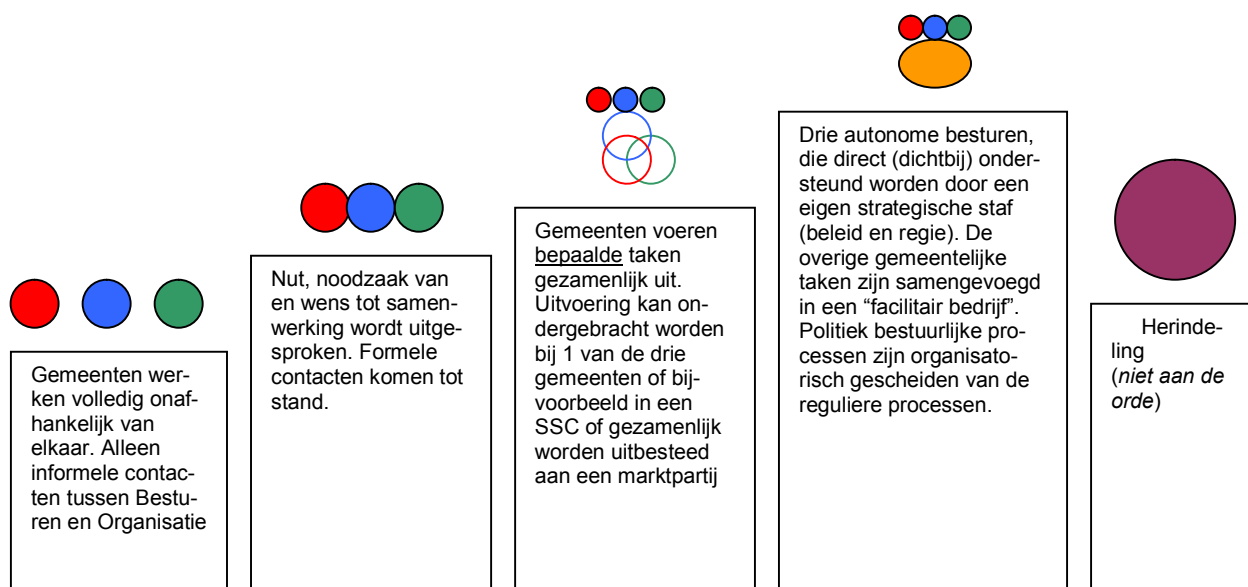 Gemeenten wer-
ken volledig onaf-
hankelijk van
elkaar. Alleen
informele contac-
ten tussen Bestu-
ren en Organisatie
Nut, noodzaak van
en wens tot samen-
werking wordt uitge-
sproken. Formele
contacten komen tot
stand.
Gemeenten voeren
bepaalde taken
gezamenlijk uit.
Uitvoering kan on-
dergebracht worden
bij 1 van de drie
gemeenten of bij-
voorbeeld in een
SSC of gezamenlijk
worden uitbesteed
aan een marktpartij
Drie autonome besturen,
die direct (dichtbij) onder-
steund worden door een
eigen strategische staf
(beleid en regie). De
overige gemeentelijke
taken zijn samengevoegd
in een “facilitair bedrijf”.
Politiek bestuurlijke pro-
cessen zijn organisato-
risch gescheiden van de
reguliere processen.
Herinde-
ling
(niet aan de
orde)